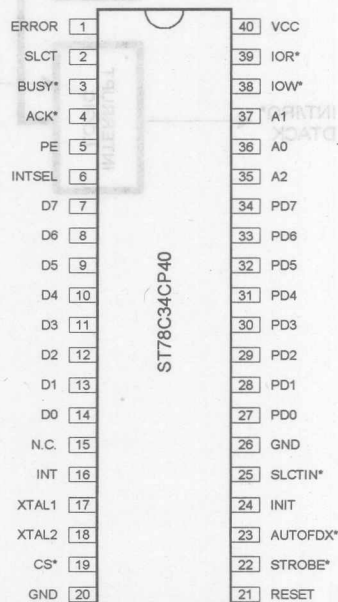 ERROR 1 40 VCC
SLCT 2 39 IOR*
BUSY* 3 38 IOW*
ACK* 4 37 A1
PE 5 36 A0
INTSEL 6 35 A2
D7 7 34 PD7
D6 8 33 PD6
D5 9 32 PD5
D4 10 31 PD4
D3 11 30 PD3
D2 12 29 PD2
D1 13 28 PD1
D0 14 27 PD0
N.C. 15 26 GND
INT 16 25 SLCTIN*
XTAL1 17 24 INIT
XTAL2 18 23 AUTOFDX*
CS* 19 22 STROBE*
GND 20 21 RESET
ST78C34CP40